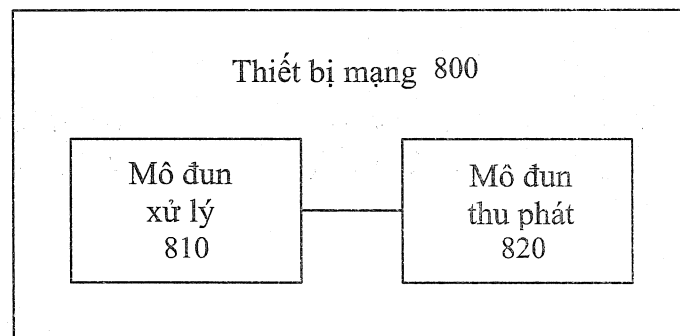 Thiết bị mạng 800
Mô đun
xử lý
810
Mô đun
thu phát
820